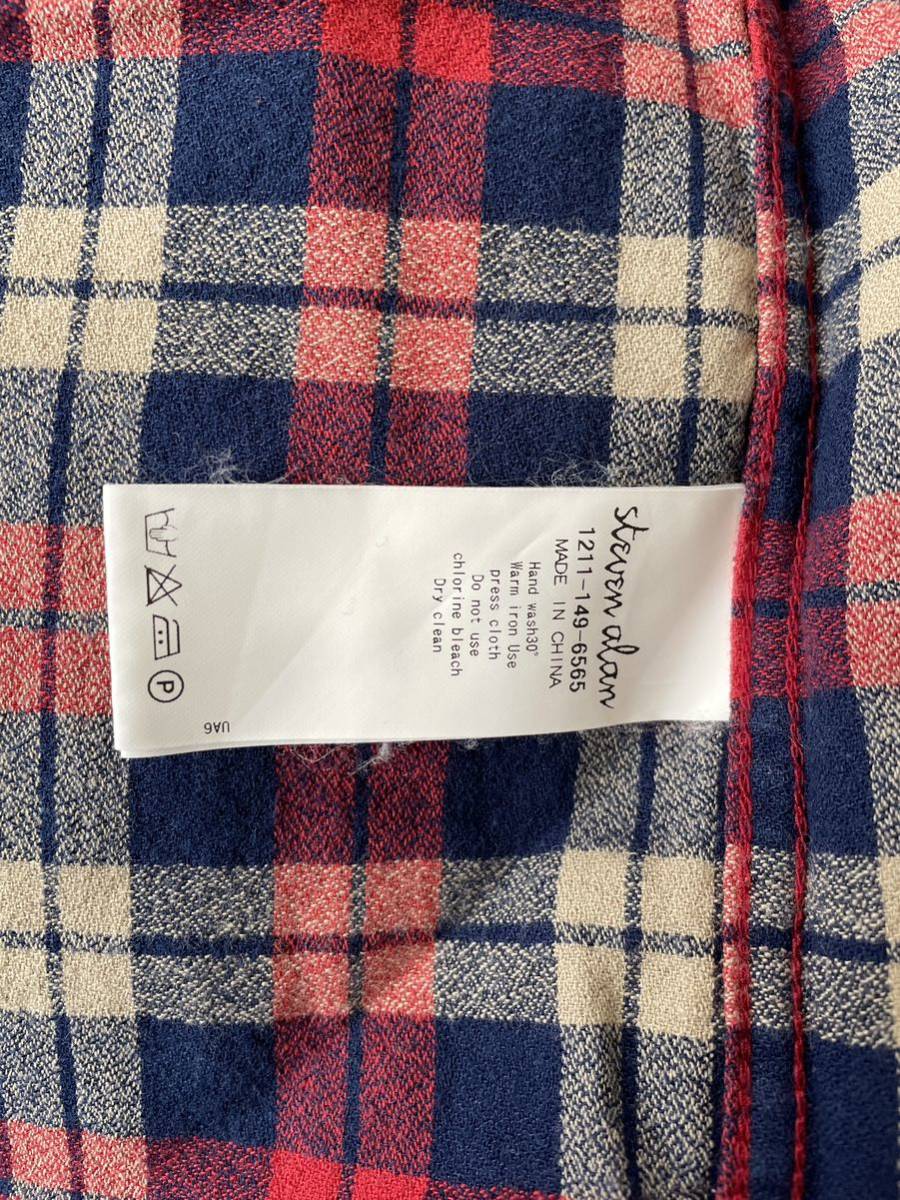 steven alan
1211-149-6565
MADE IN CHINA
Hand wash30°
Warm iron Use
press cloth
Do not use
chlorine bleach
Dry clean
P
UA6